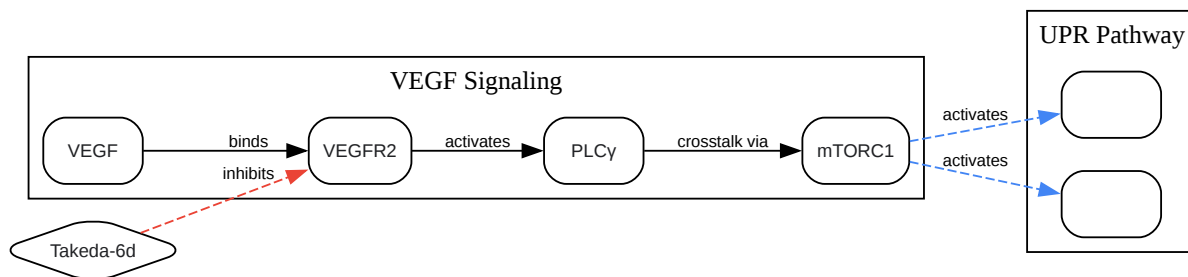 UPR Pathway
VEGF Signaling
VEGF
binds
VEGFR2
activates
PLCγ
crosstalk via
mTORC1
activates
activates
inhibits
Takeda-6d